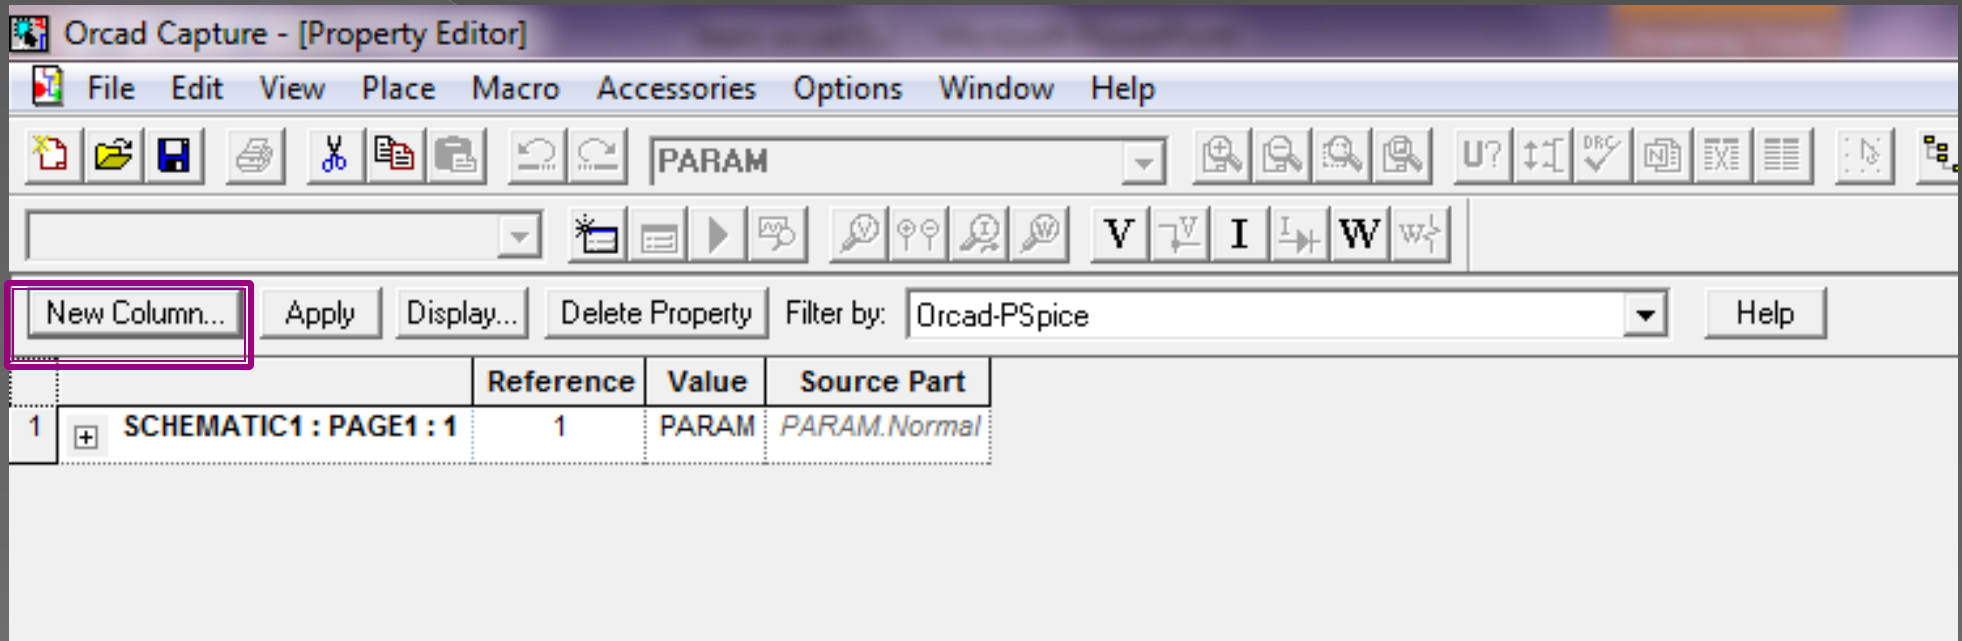 Orcad Capture - [Property Editor]
File Edit View Place Macro Accessories Options Window Help
PARAM U? DRC N
V I W V V I I W W
New Column... Apply Display... Delete Property Filter by: Orcad-PSpice Help
Reference Value Source Part
1 SCHEMATIC1 : PAGE1 : 1 1 PARAM PARAM.Normal